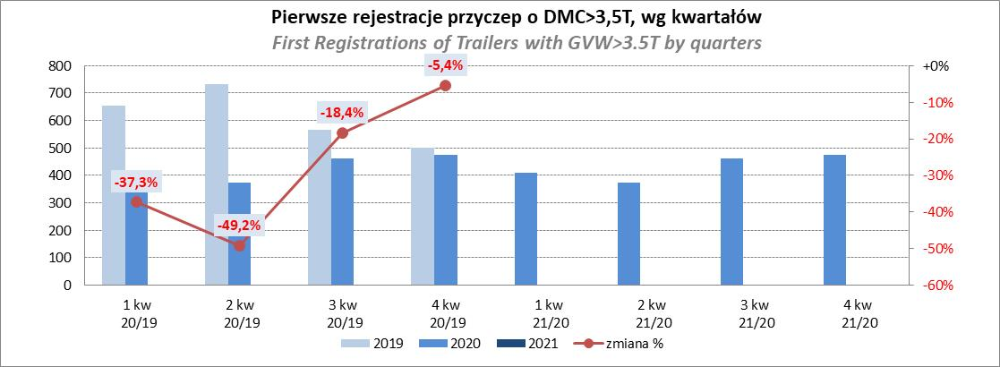 Pierwsze rejestracje przyczep o DMC>3,5T, wg kwartałów
First Registrations of Trailers with GVW>3.5T by quarters
800
700
600
500
400
300
200
100
0
-37,3%
-49,2%
-18,4%
-5,4%
+0%
-10%
-20%
-30%
-40%
-50%
-60%
1 kw
20/19
2 kw
20/19
3 kw
20/19
4 kw
20/19
1 kw
21/20
2 kw
21/20
3 kw
21/20
4 kw
21/20
2019
2020
2021
zmiana %